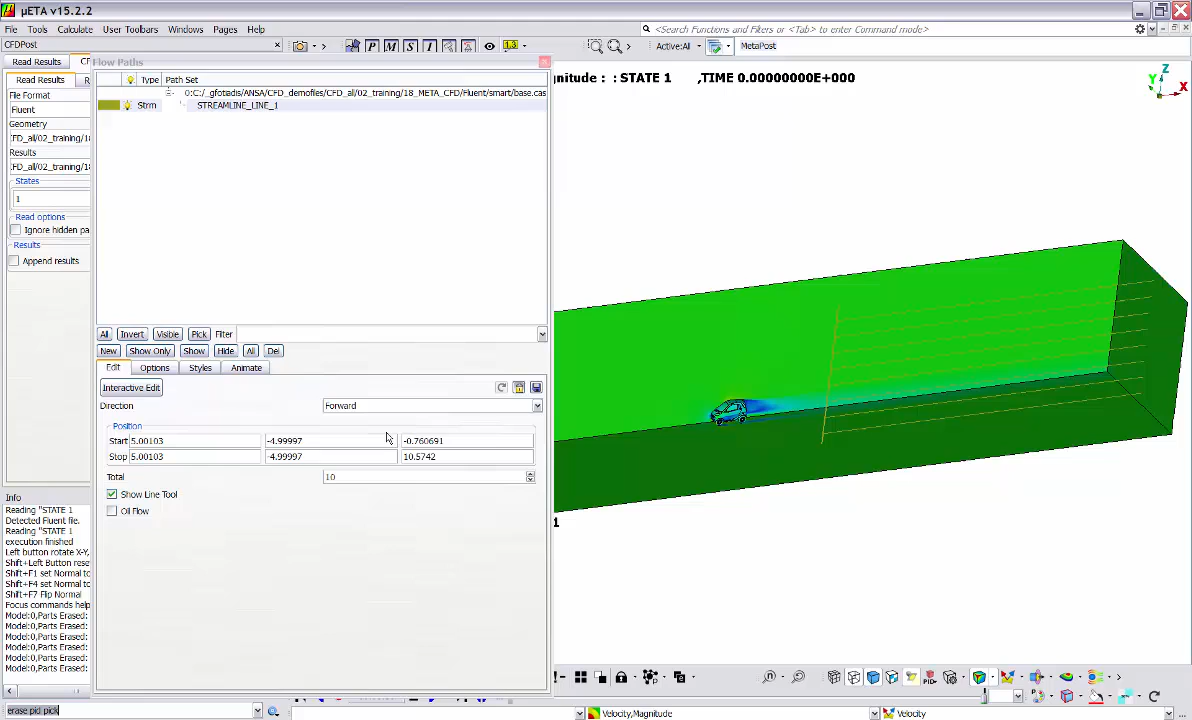 μETA v15.2.2
File Tools Calculate User Toolbars Windows Pages Help
<Search Functions and Filters or <Tab> to enter Command mode>
CFDPost
Active:All MetaPost
Read Results
Flow Paths
Read Results
File Format
Fluent
Geometry
CFD_all/02_training/18
Results
CFD_all/02_training/18
States
1
Read options
Ignore hidden pa
Results
Append results
Type Path Set
0:C:/_gfotiadis/ANSA/CFD_demofiles/CFD_all/02_training/18_META_CFD/Fluent/smart/base.cas
Strm STREAMLINE_LINE_1
All Invert Visible Pick Filter
New Show Only Show Hide All Del
Edit Options Styles Animate
Interactive Edit
Direction Forward
Position
Start 5.00103 -4.99997 -0.760691
Stop 5.00103 -4.99997 10.5742
Total 10
Show Line Tool
Oil Flow
nitude : : STATE 1 ,TIME 0.00000000E+000
Z
Y
X
1
Info
Reading "STATE 1
Detected Fluent file.
Reading "STATE 1
execution finished
Left button rotate X-Y,
Shift+Left Button rese
Shift+F1 set Normal to
Shift+F4 set Normal to
Shift+F7 Flip Normal
Focus commands help
Model:0,Parts Erased:
Model:0,Parts Erased:
Model:0,Parts Erased:
Model:0,Parts Erased:
Model:0,Parts Erased:
erase pid pick
Velocity,Magnitude
Velocity